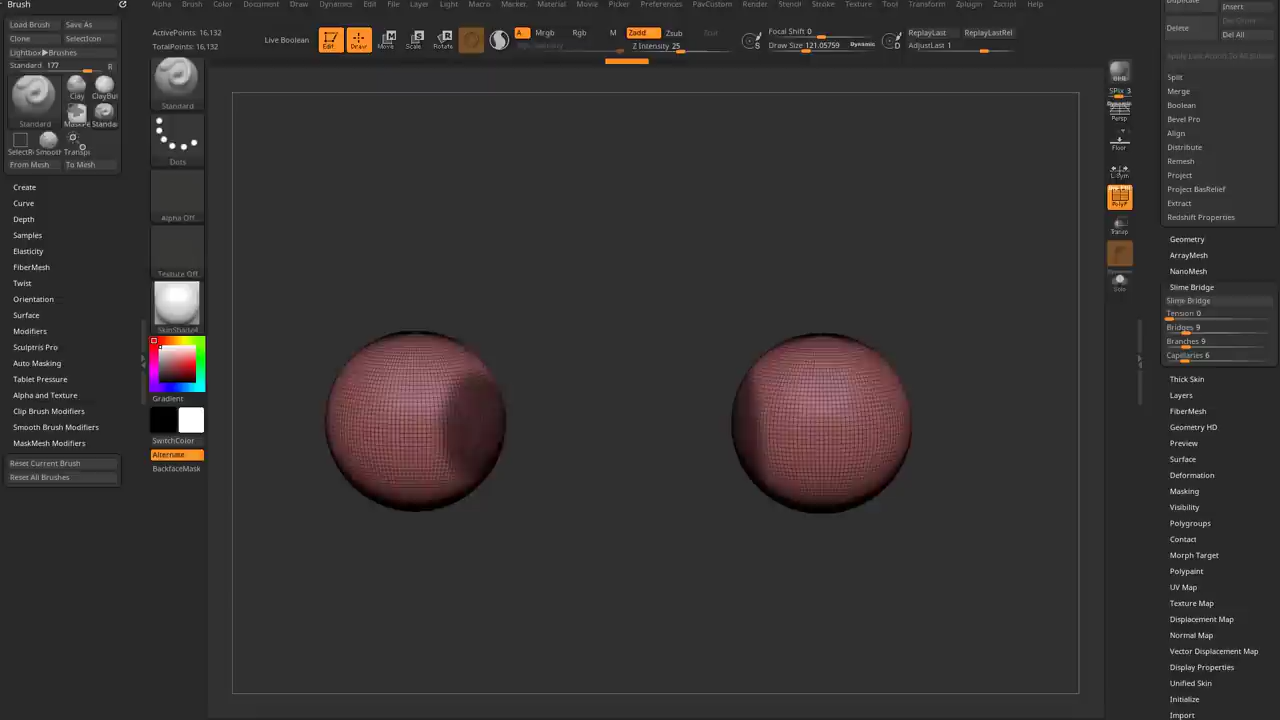 Brush
Alpha Brush Color Document Draw Dynamics Edit File Layer Light Macro Marker Material Movie Picker Preferences PavCustom Render Stencil Stroke Texture Tool Transform Zplugin Zscript Help
Load Brush Save As
Clone SelectIcon
Lightbox▶Brushes
Standard 177 R
Standard
Clay ClayBui
MaskPe Standa
SelectR Smooth Transp
From Mesh To Mesh
Create
Curve
Depth
Samples
Elasticity
FiberMesh
Twist
Orientation
Surface
Modifiers
Sculptris Pro
Auto Masking
Tablet Pressure
Alpha and Texture
Clip Brush Modifiers
Smooth Brush Modifiers
MaskMesh Modifiers
Reset Current Brush
Reset All Brushes
ActivePoints 16,132
TotalPoints 16,132
Live Boolean
Edit
Draw
Move
Scale
Rotate
A
Mrgb
Rgb
M
Zadd
Zsub
Z Intensity 25
S
Focal Shift 0
Draw Size 121.05759
Dynamic
D
ReplayLast
ReplayLastRel
AdjustLast 1
Standard
Dots
Alpha Off
Texture Off
SkinShade4
Gradient
SwitchColor
Alternate
BackfaceMask
SPix 3
Persp
Floor
L.Sym
PolyF
Transp
Solo
Insert
Delete
Del All
Split
Merge
Boolean
Bevel Pro
Align
Distribute
Remesh
Project
Project BasRelief
Extract
Redshift Properties
Geometry
ArrayMesh
NanoMesh
Slime Bridge
Slime Bridge
Tension 0
Bridges 9
Branches 9
Capillaries 6
Thick Skin
Layers
FiberMesh
Geometry HD
Preview
Surface
Deformation
Masking
Visibility
Polygroups
Contact
Morph Target
Polypaint
UV Map
Texture Map
Displacement Map
Normal Map
Vector Displacement Map
Display Properties
Unified Skin
Initialize
Import